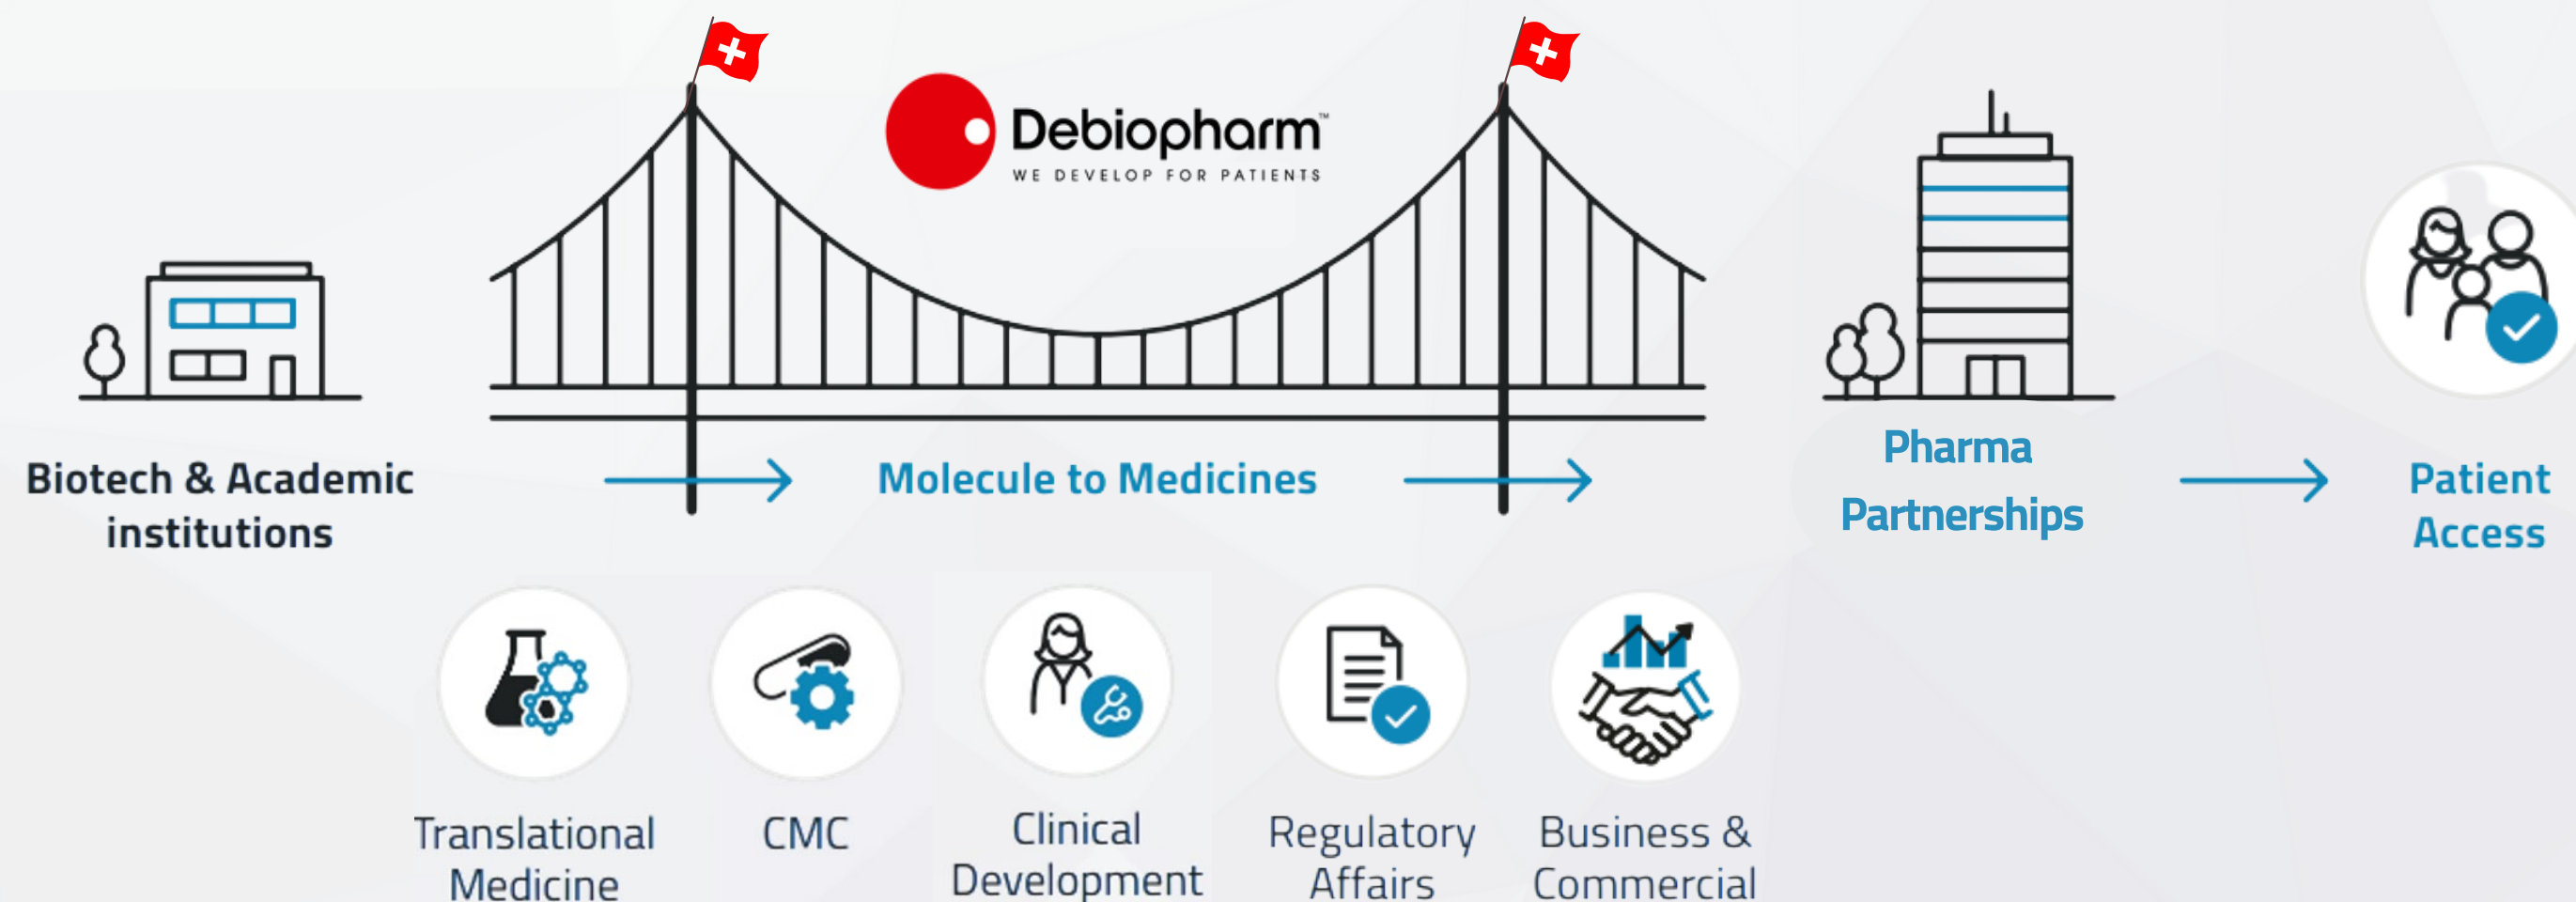 Debiopharm™
WE DEVELOP FOR PATIENTS
Biotech & Academic
institutions
Molecule to Medicines
Pharma
Partnerships
Patient
Access
Translational
Medicine
CMC
Clinical
Development
Regulatory
Affairs
Business &
Commercial